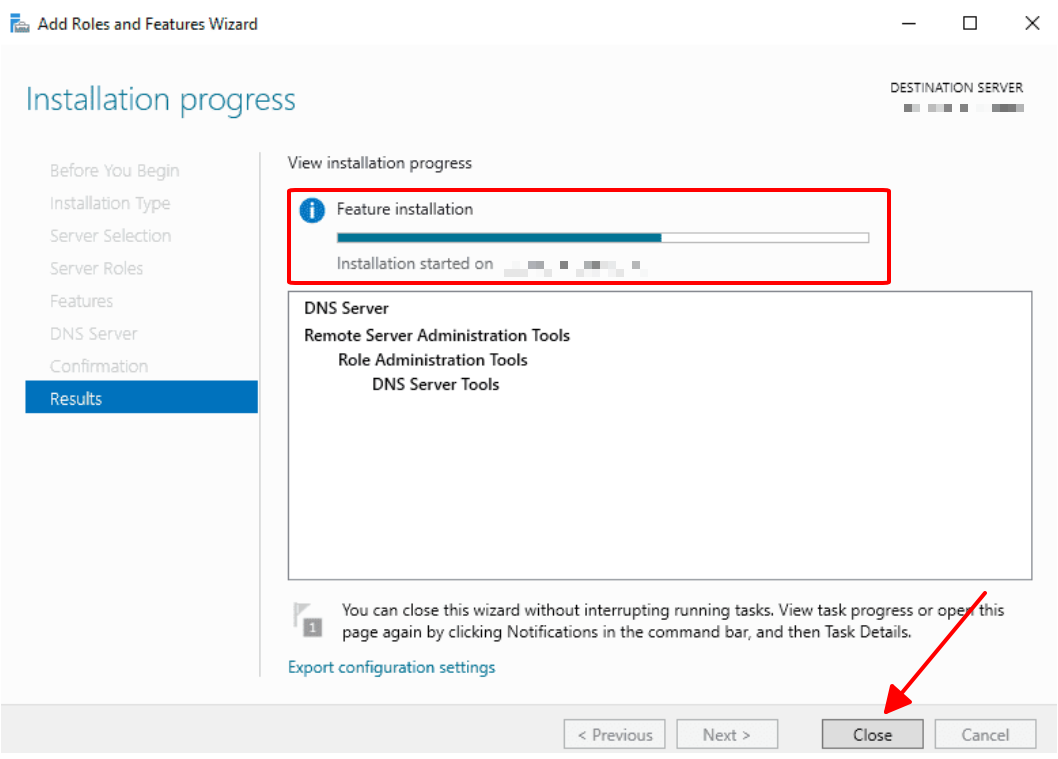 Add Roles and Features Wizard
Installation progress
DESTINATION SERVER
Before You Begin
Installation Type
Server Selection
Server Roles
Features
DNS Server
Confirmation
Results
View installation progress
Feature installation
Installation started on
DNS Server
Remote Server Administration Tools
Role Administration Tools
DNS Server Tools
1
You can close this wizard without interrupting running tasks. View task progress or open this
page again by clicking Notifications in the command bar, and then Task Details.
Export configuration settings
< Previous
Next >
Close
Cancel